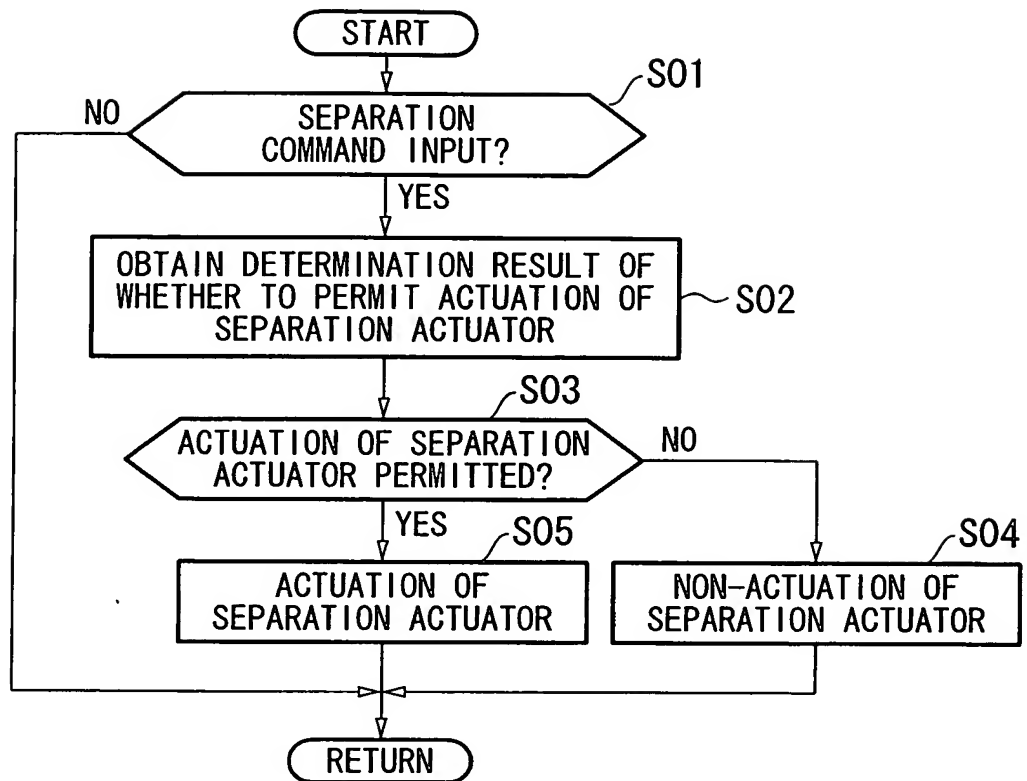 START
S01
NO
SEPARATION
COMMAND INPUT?
YES
OBTAIN DETERMINATION RESULT OF
WHETHER TO PERMIT ACTUATION OF
SEPARATION ACTUATOR
S02
S03
ACTUATION OF SEPARATION
ACTUATOR PERMITTED?
NO
YES
S05
S04
ACTUATION OF
SEPARATION ACTUATOR
NON-ACTUATION OF
SEPARATION ACTUATOR
RETURN